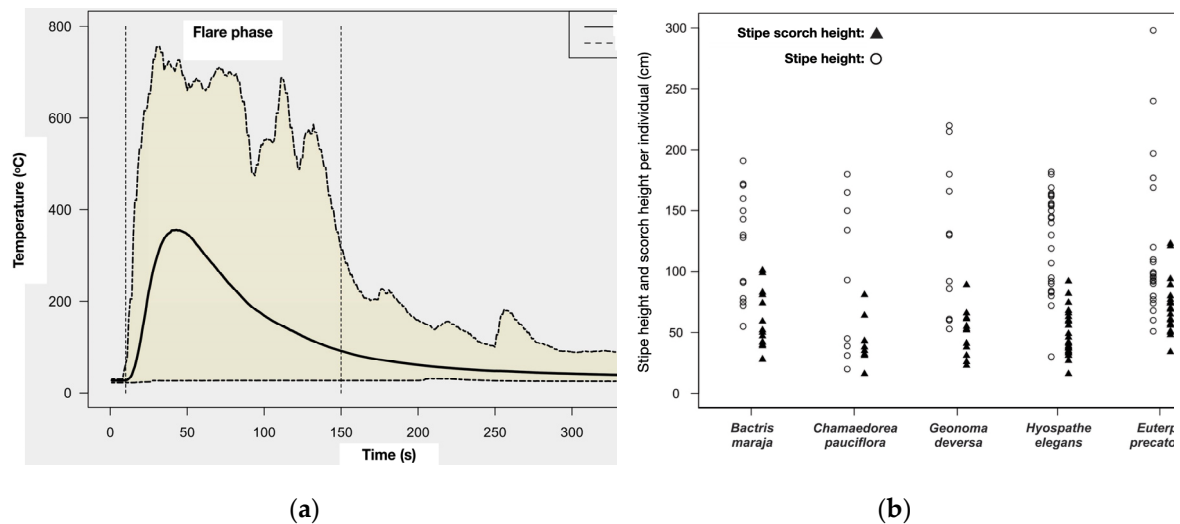 Flare phase
Temperature (ºC)
800
600
400
200
0
0 50 100 150 200 250 300
Time (s)
(a)
Stipe scorch height: ▲
Stipe height: ○
Stipe height and scorch height per individual (cm)
300
250
200
150
100
50
0
Bactris
maraja
Chamaedorea
pauciflora
Geonoma
deversa
Hyospathe
elegans
Euterp
precato
(b)